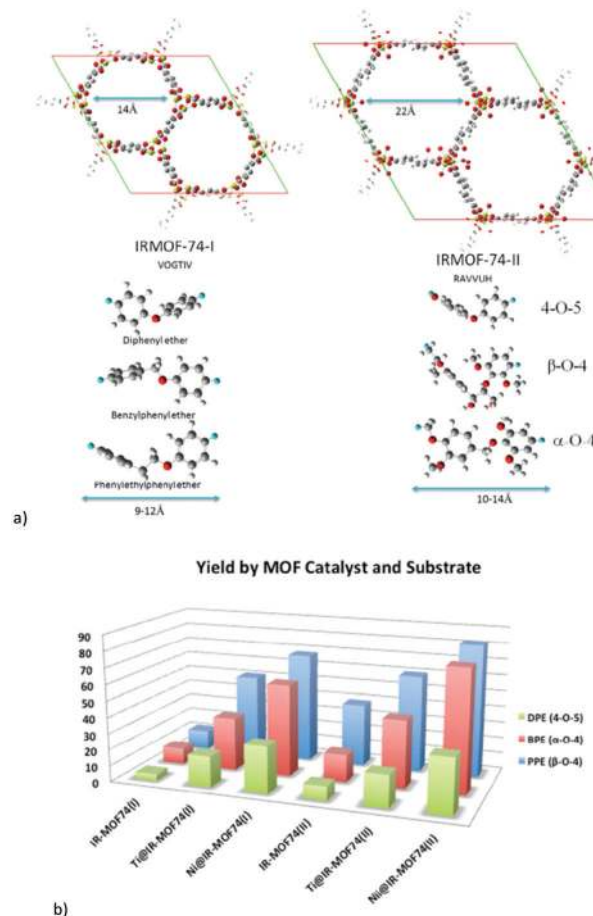 a)
14Å
22Å
IRMOF-74-I
VOGTIV
IRMOF-74-II
RAVVUH
Diphenyl ether
Benzylphenylether
Phenylethylphenylether
9-12Å
4-O-5
β-O-4
α-O-4
10-14Å
Yield by MOF Catalyst and Substrate
90
80
70
60
50
40
30
20
10
0
IR-MOF74(I)
Ti@IR-MOF74(I)
Ni@IR-MOF74(I)
IR-MOF74(II)
Ti@IR-MOF74(II)
Ni@IR-MOF74(II)
DPE (4-O-5)
BPE (α-O-4)
PPE (β-O-4)
b)